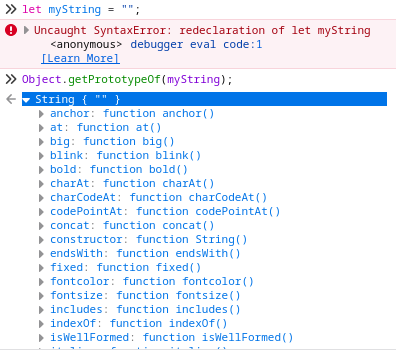 let myString = "";
Uncaught SyntaxError: redeclaration of let myString
<anonymous> debugger eval code:1
[Learn More]
Object.getPrototypeOf(myString);
String { "" }
anchor: function anchor()
at: function at()
big: function big()
blink: function blink()
bold: function bold()
charAt: function charAt()
charCodeAt: function charCodeAt()
codePointAt: function codePointAt()
concat: function concat()
constructor: function String()
endsWith: function endsWith()
fixed: function fixed()
fontcolor: function fontcolor()
fontsize: function fontsize()
includes: function includes()
indexOf: function indexOf()
isWellFormed: function isWellFormed()